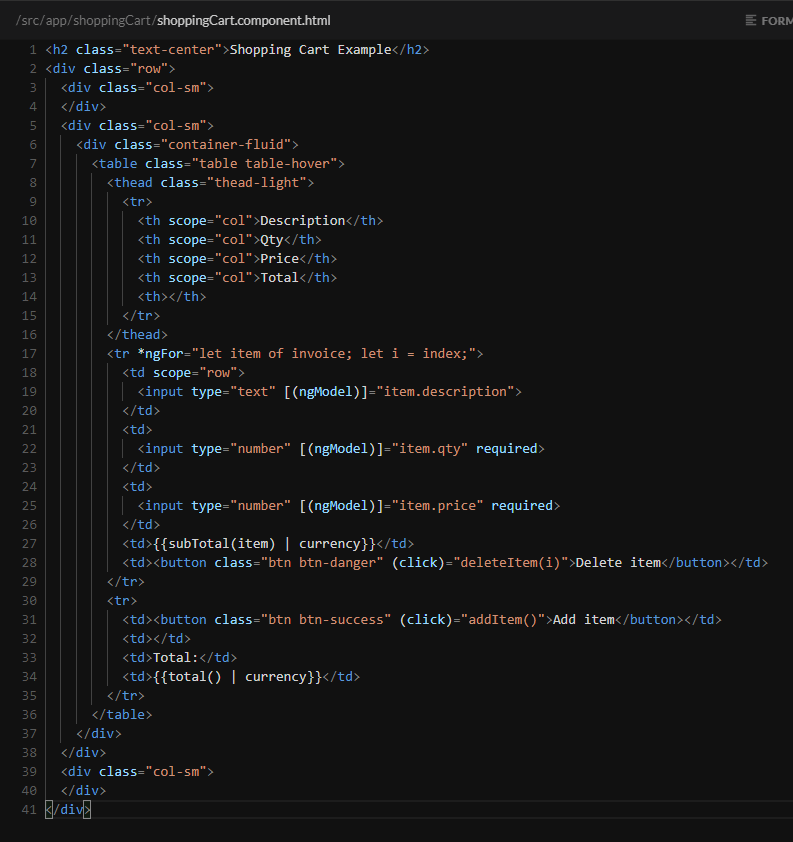 /src/app/shoppingCart/shoppingCart.component.html FORM
1 <h2 class="text-center">Shopping Cart Example</h2>
2 <div class="row">
3   <div class="col-sm">
4   </div>
5   <div class="col-sm">
6     <div class="container-fluid">
7       <table class="table table-hover">
8         <thead class="thead-light">
9           <tr>
10             <th scope="col">Description</th>
11             <th scope="col">Qty</th>
12             <th scope="col">Price</th>
13             <th scope="col">Total</th>
14             <th></th>
15           </tr>
16         </thead>
17         <tr *ngFor="let item of invoice; let i = index;">
18           <td scope="row">
19             <input type="text" [(ngModel)]="item.description">
20           </td>
21           <td>
22             <input type="number" [(ngModel)]="item.qty" required>
23           </td>
24           <td>
25             <input type="number" [(ngModel)]="item.price" required>
26           </td>
27           <td>{{subTotal(item) | currency}}</td>
28           <td><button class="btn btn-danger" (click)="deleteItem(i)">Delete item</button></td>
29         </tr>
30         <tr>
31           <td><button class="btn btn-success" (click)="addItem()">Add item</button></td>
32           <td></td>
33           <td>Total:</td>
34           <td>{{total() | currency}}</td>
35         </tr>
36       </table>
37     </div>
38   </div>
39   <div class="col-sm">
40   </div>
41 </div>